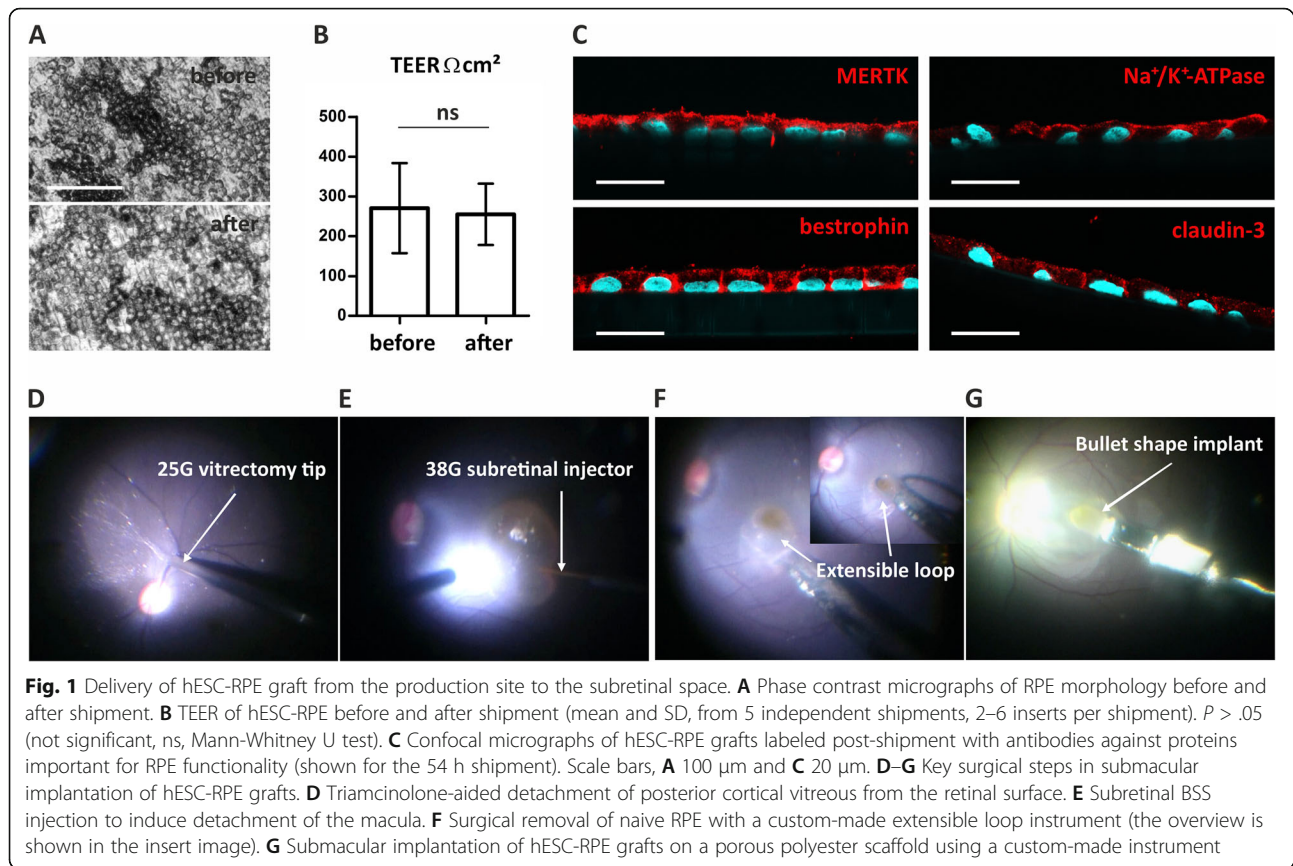 A
before
after
B
TEER Ω cm²
ns
500
400
300
200
100
0
before after
C
MERTK
Na⁺/K⁺-ATPase
bestrophin
claudin-3
D
25G vitrectomy tip
E
38G subretinal injector
F
Extensible loop
G
Bullet shape implant
Fig. 1 Delivery of hESC-RPE graft from the production site to the subretinal space. A Phase contrast micrographs of RPE morphology before and
after shipment. B TEER of hESC-RPE before and after shipment (mean and SD, from 5 independent shipments, 2–6 inserts per shipment). P > .05
(not significant, ns, Mann-Whitney U test). C Confocal micrographs of hESC-RPE grafts labeled post-shipment with antibodies against proteins
important for RPE functionality (shown for the 54 h shipment). Scale bars, A 100 μm and C 20 μm. D–G Key surgical steps in submacular
implantation of hESC-RPE grafts. D Triamcinolone-aided detachment of posterior cortical vitreous from the retinal surface. E Subretinal BSS
injection to induce detachment of the macula. F Surgical removal of naive RPE with a custom-made extensible loop instrument (the overview is
shown in the insert image). G Submacular implantation of hESC-RPE grafts on a porous polyester scaffold using a custom-made instrument